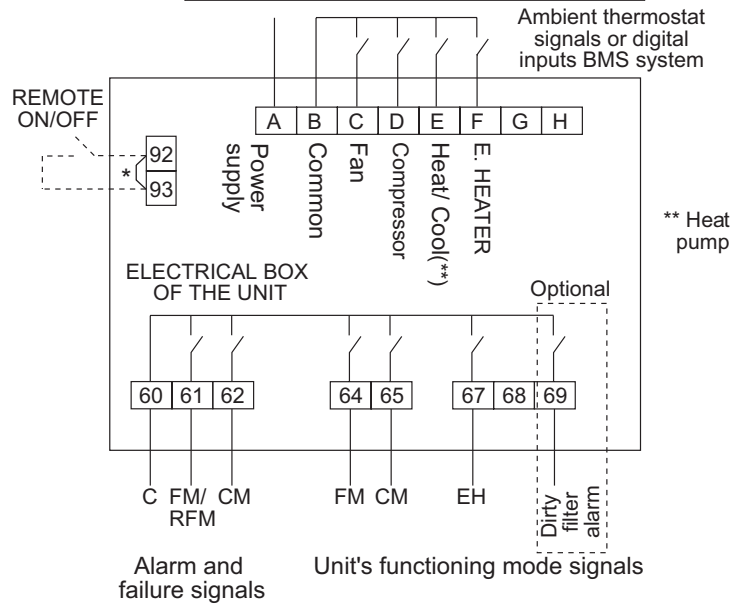 Ambient thermostat
signals or digital
inputs BMS system
REMOTE
ON/OFF
A B C D E F G H
92
*
93
Power
supply
Common
Fan
Compressor
Heat/ Cool(**)
E. HEATER
** Heat
pump
ELECTRICAL BOX
OF THE UNIT
Optional
60 61 62 64 65 67 68 69
C FM/
RFM
CM FM CM EH
Dirty
filter
alarm
Alarm and
failure signals
Unit's functioning mode signals